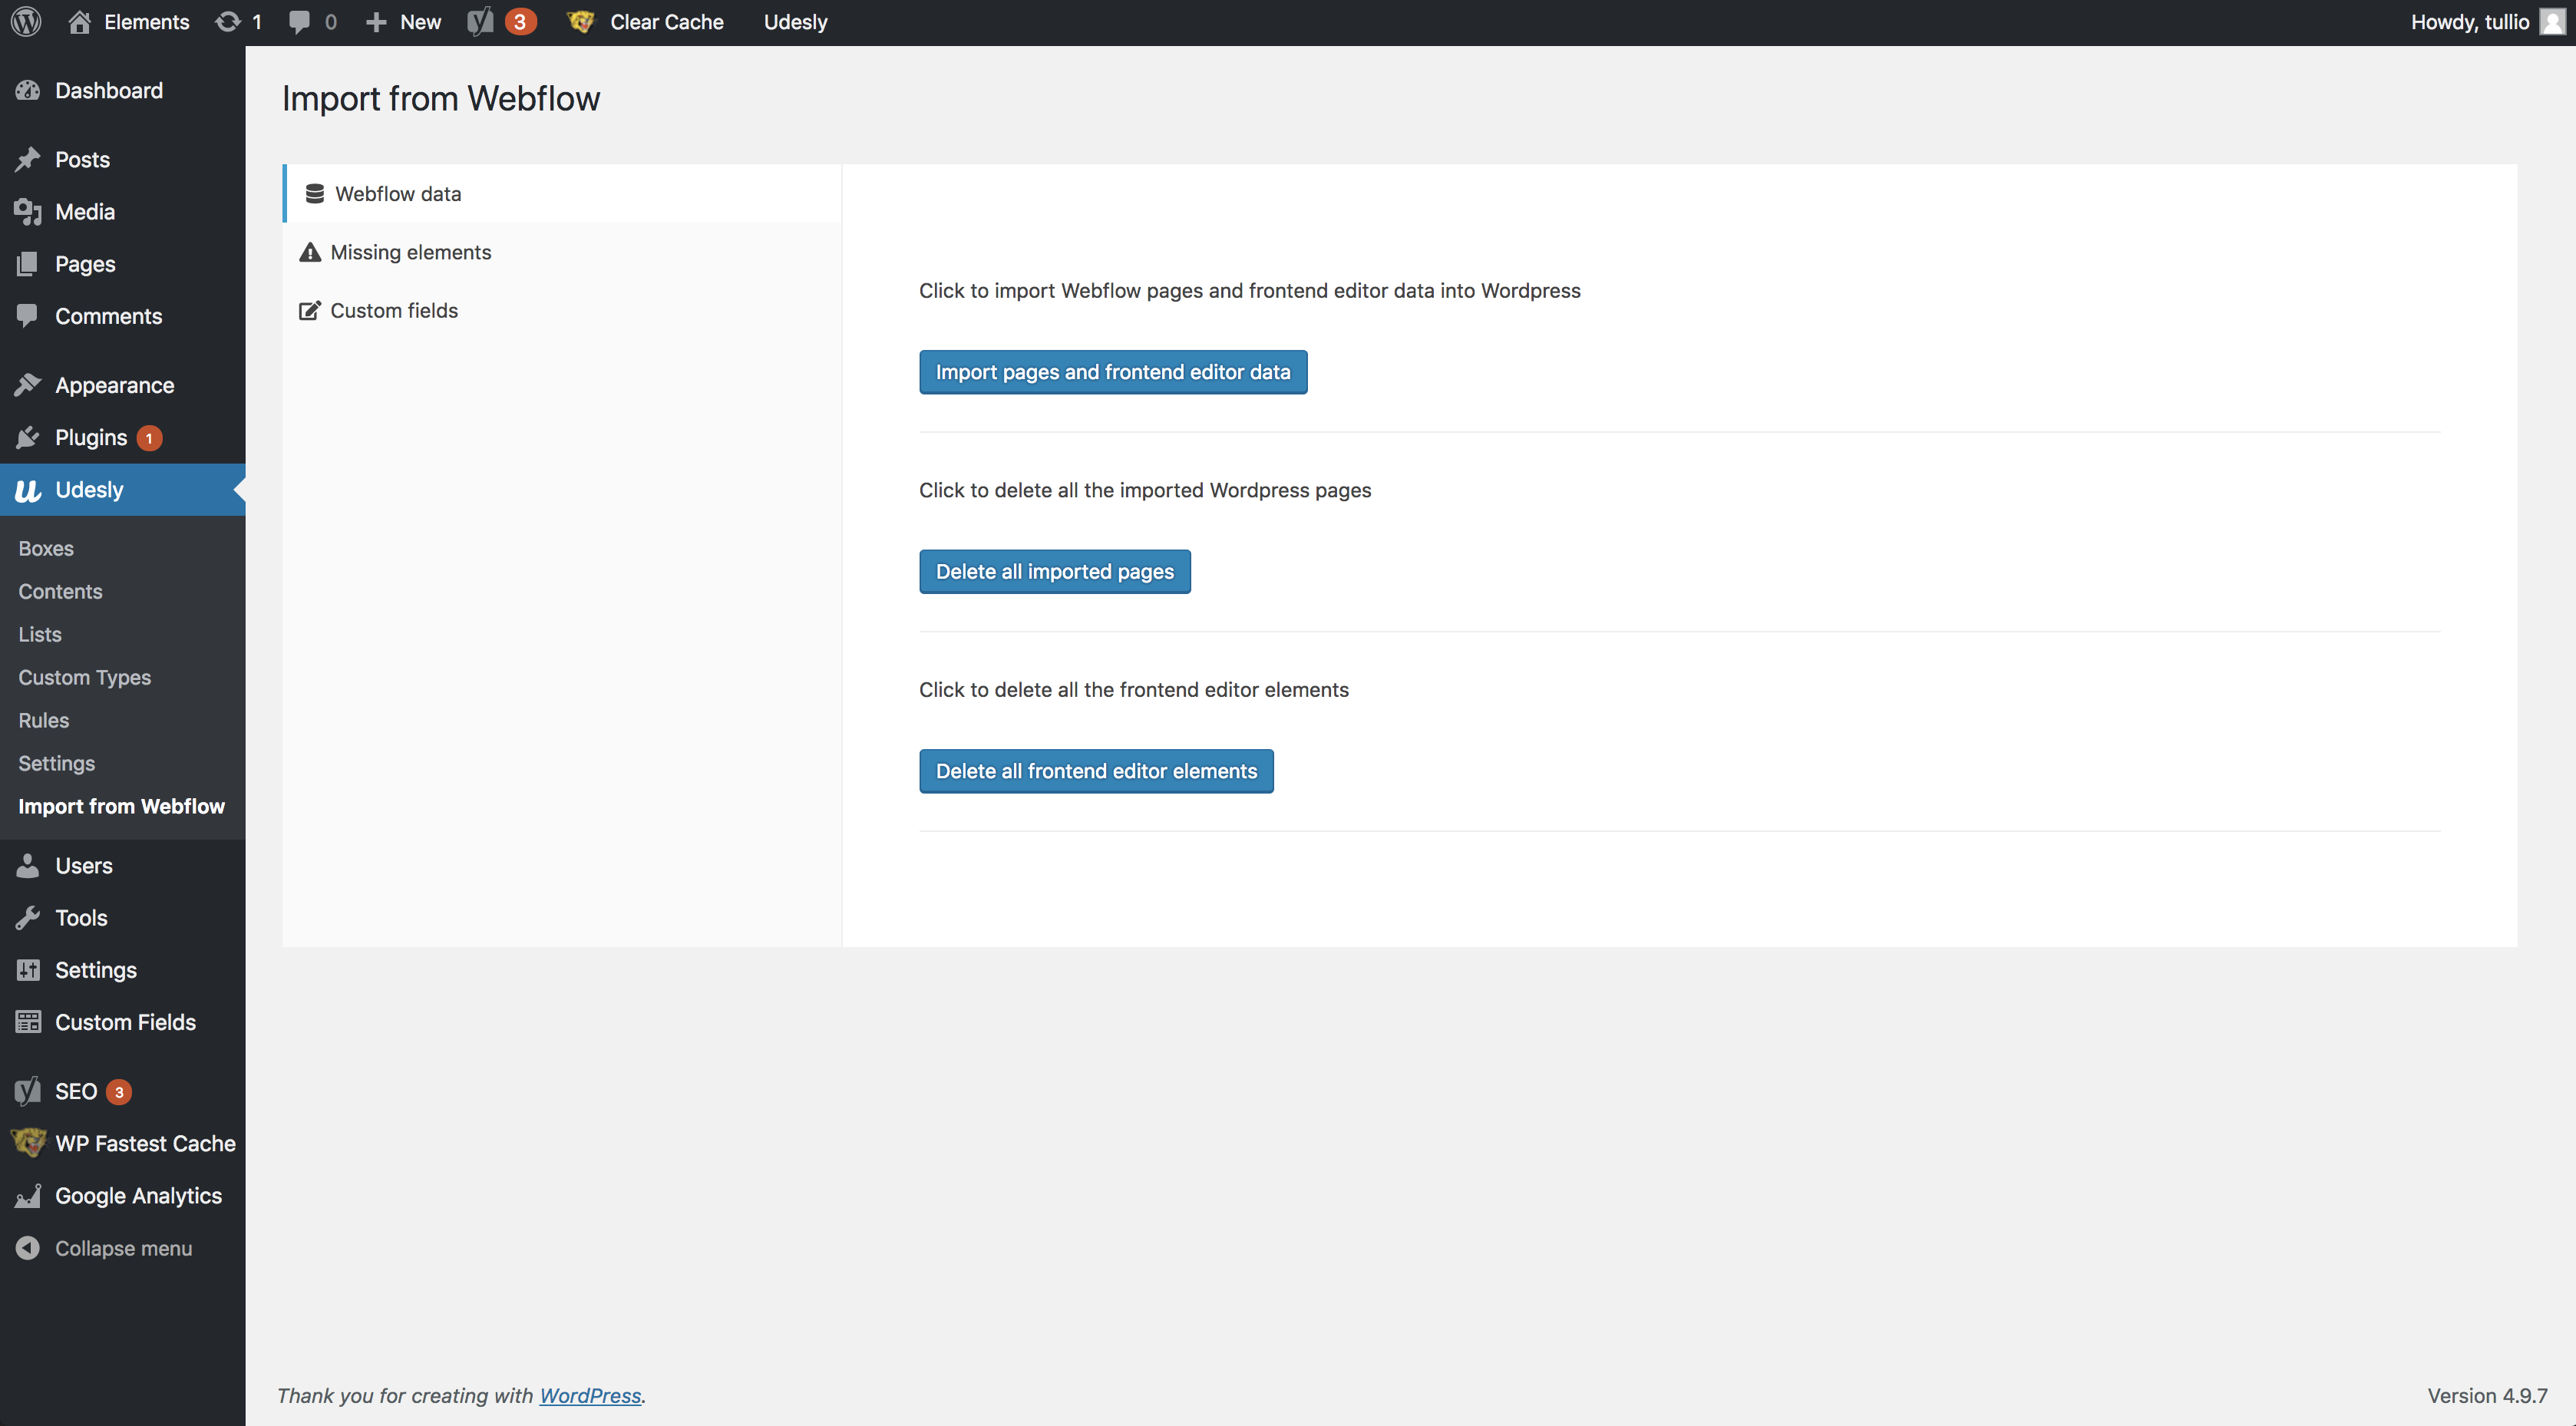 Elements 1 0 New 3 Clear Cache Udesly Howdy, tullio
Dashboard
Posts
Media
Pages
Comments
Appearance
Plugins 1
Udesly
Boxes
Contents
Lists
Custom Types
Rules
Settings
Import from Webflow
Users
Tools
Settings
Custom Fields
SEO 3
WP Fastest Cache
Google Analytics
Collapse menu
Import from Webflow
Webflow data
Missing elements
Custom fields
Click to import Webflow pages and frontend editor data into Wordpress
Import pages and frontend editor data
Click to delete all the imported Wordpress pages
Delete all imported pages
Click to delete all the frontend editor elements
Delete all frontend editor elements
Thank you for creating with WordPress.
Version 4.9.7